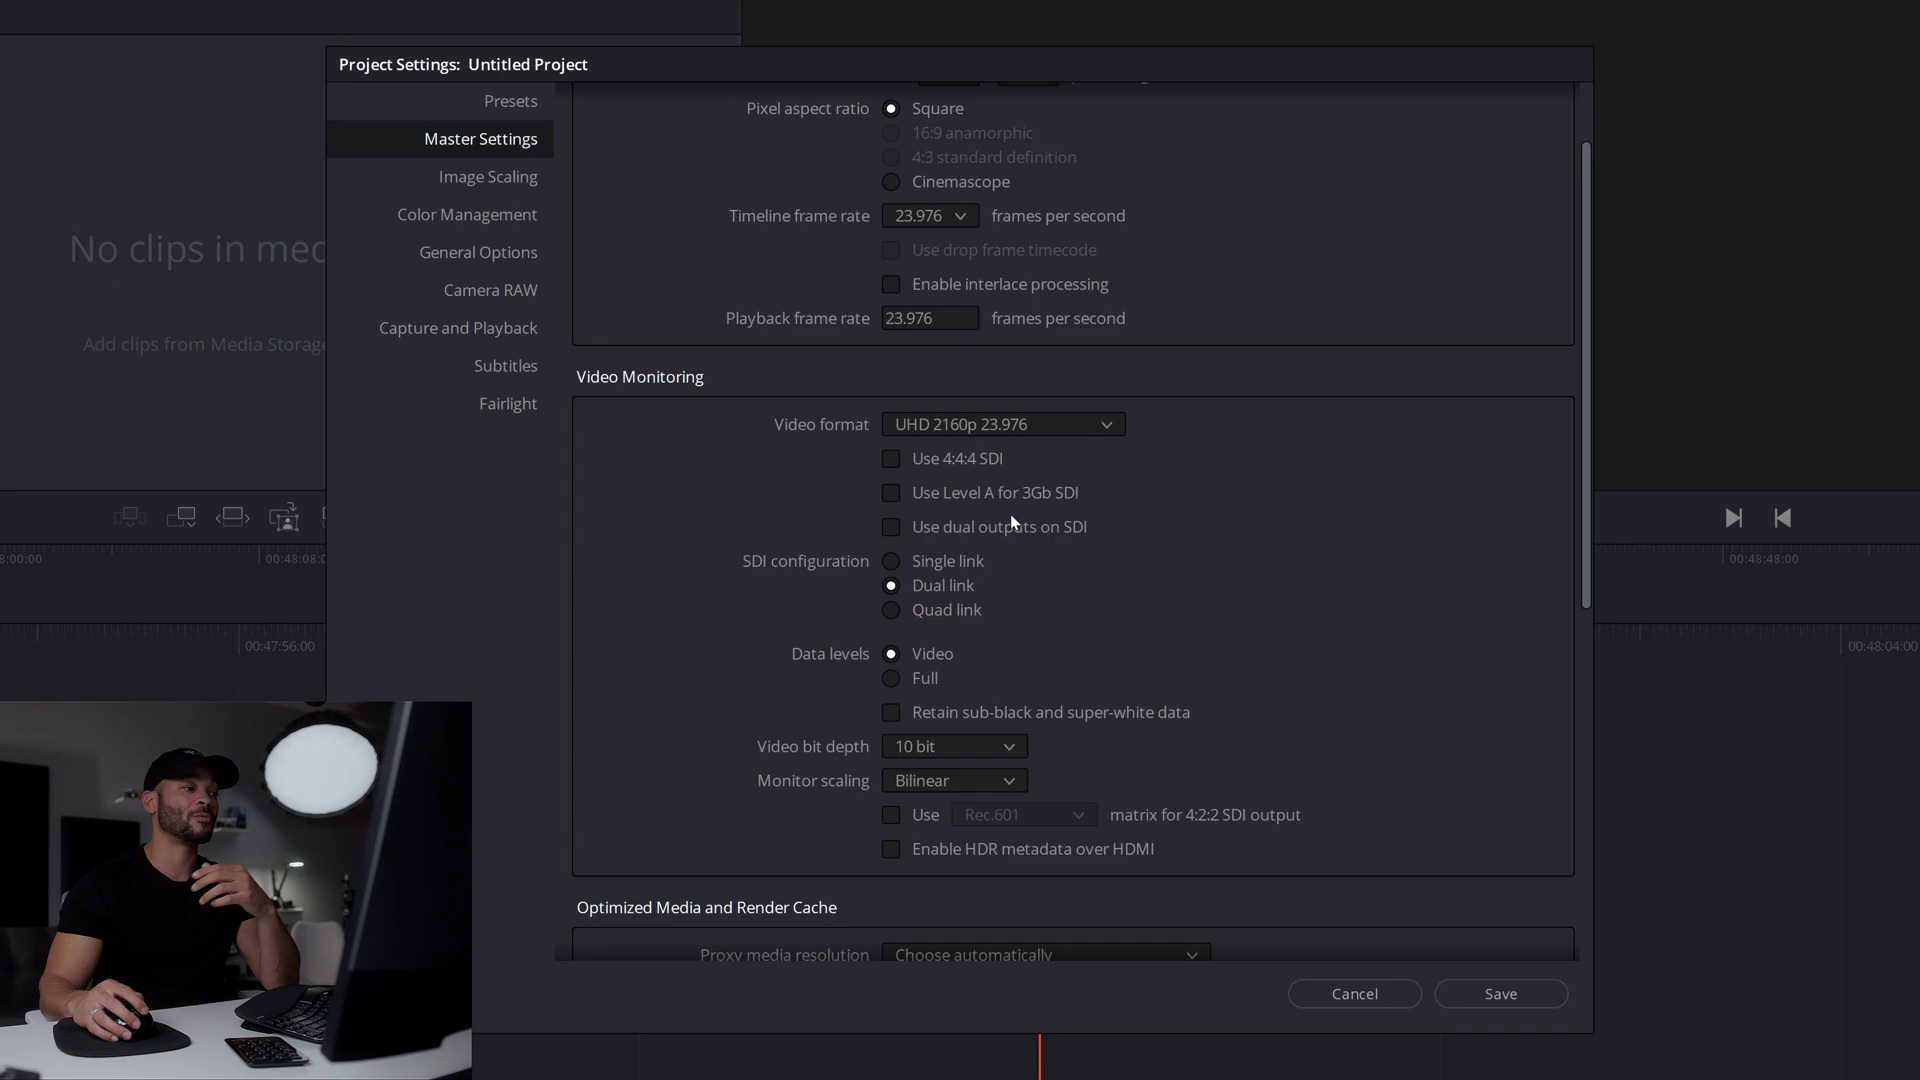 Project Settings: Untitled Project
Presets
Master Settings
Image Scaling
Color Management
General Options
Camera RAW
Capture and Playback
Subtitles
Fairlight
Pixel aspect ratio
Square
16:9 anamorphic
4:3 standard definition
Cinemascope
Timeline frame rate 23.976 frames per second
Use drop frame timecode
Enable interlace processing
Playback frame rate 23.976 frames per second
Video Monitoring
Video format UHD 2160p 23.976
Use 4:4:4 SDI
Use Level A for 3Gb SDI
Use dual outputs on SDI
SDI configuration Single link
Dual link
Quad link
Data levels Video
Full
Retain sub-black and super-white data
Video bit depth 10 bit
Monitor scaling Bilinear
Use Rec.601 matrix for 4:2:2 SDI output
Enable HDR metadata over HDMI
Optimized Media and Render Cache
Proxy media resolution Choose automatically
Cancel Save
No clips in med
Add clips from Media Storage
8:00:00
00:48:08:0
00:48:48:00
00:47:56:00
00:48:04:00